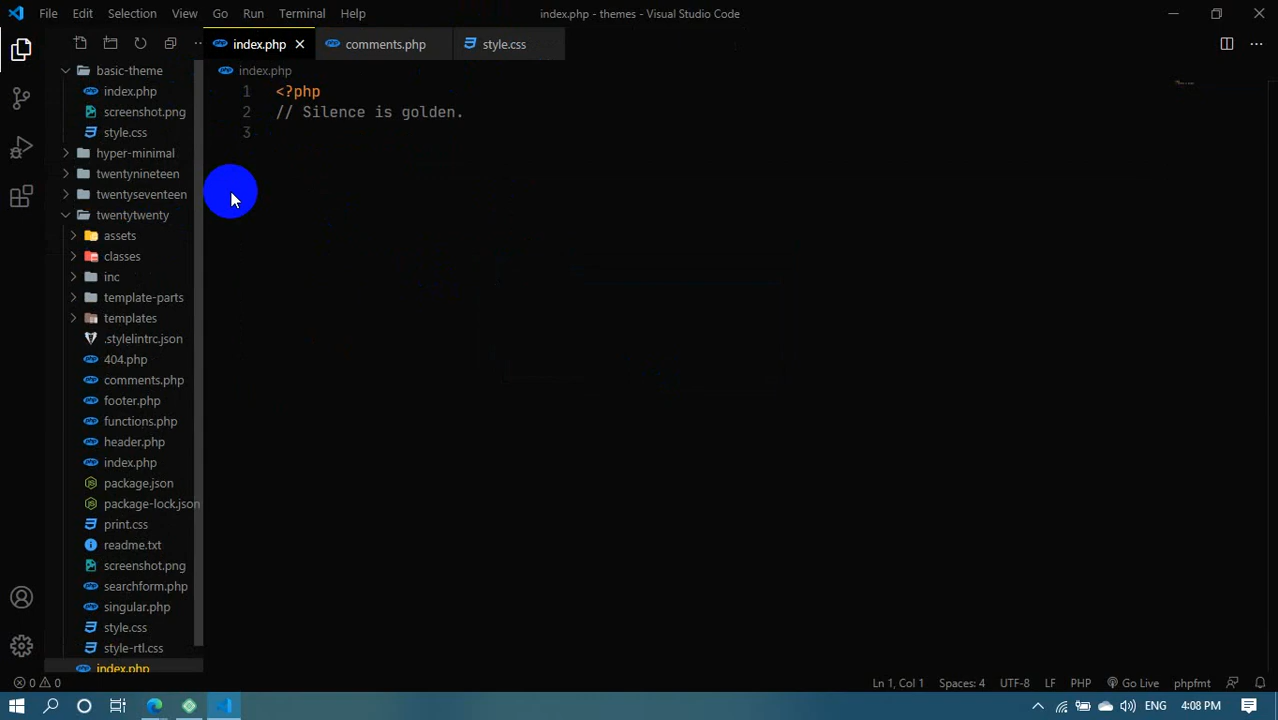 File Edit Selection View Go Run Terminal Help
index.php - themes - Visual Studio Code
index.php
comments.php
style.css
index.php
basic-theme
index.php
screenshot.png
style.css
hyper-minimal
twentynineteen
twentyseventeen
twentytwenty
assets
classes
inc
template-parts
templates
.stylelintrc.json
404.php
comments.php
footer.php
functions.php
header.php
index.php
package.json
package-lock.json
print.css
readme.txt
screenshot.png
searchform.php
singular.php
style.css
style-rtl.css
index.php
1 <?php
2 // Silence is golden.
3
0 0
Ln 1, Col 1 Spaces: 4 UTF-8 LF PHP Go Live phpfmt
ENG 4:08 PM